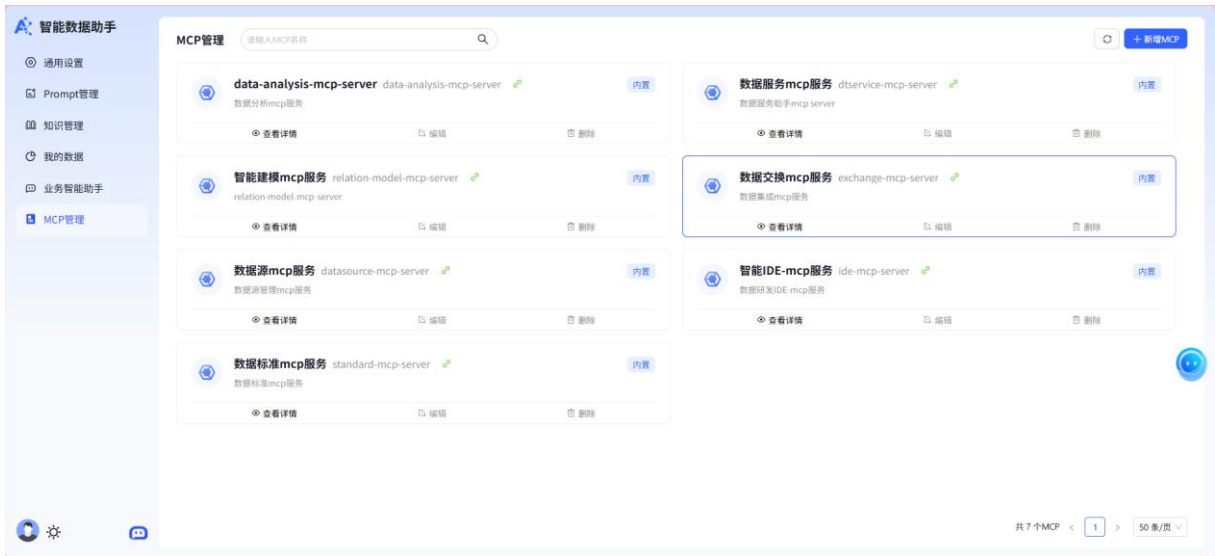 智能数据助手
通用设置
Prompt管理
知识管理
我的数据
业务智能助手
MCP管理
MCP管理 请输入MCP名称 + 新增MCP
data-analysis-mcp-server data-analysis-mcp-server 内置
数据分析mcp服务
查看详情 编辑 删除
数据服务mcp服务 dtservice-mcp-server 内置
数据服务助手mcp server
查看详情 编辑 删除
智能建模mcp服务 relation-model-mcp-server 内置
relation-model-mcp-server
查看详情 编辑 删除
数据交换mcp服务 exchange-mcp-server 内置
数据集成mcp服务
查看详情 编辑 删除
数据源mcp服务 datasource-mcp-server 内置
数据源管理mcp服务
查看详情 编辑 删除
智能IDE-mcp服务 ide-mcp-server 内置
数据研发IDE-mcp服务
查看详情 编辑 删除
数据标准mcp服务 standard-mcp-server 内置
数据标准mcp服务
查看详情 编辑 删除
共 7 个MCP < 1 > 50 条/页